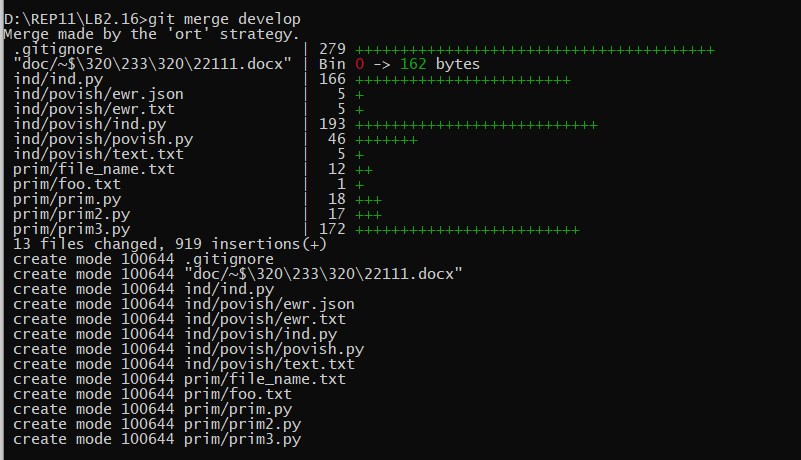 D:\REP11\LB2.16>git merge develop
Merge made by the 'ort' strategy.
 .gitignore                       | 279 +++++++++++++++++++++++++++++++++++++++++
 "doc/~$\320\233\320\22111.docx" | Bin 0 -> 162 bytes
 ind/ind.py                       | 166 ++++++++++++++++++++++++
 ind/povish/ewr.json              |   5 +
 ind/povish/ewr.txt               |   5 +
 ind/povish/ind.py                | 193 +++++++++++++++++++++++++++
 ind/povish/povish.py             |  46 +++++++
 ind/povish/text.txt              |   5 +
 prim/file_name.txt               |  12 ++
 prim/foo.txt                     |   1 +
 prim/prim.py                     |  18 +++
 prim/prim2.py                    |  17 +++
 prim/prim3.py                    | 172 +++++++++++++++++++++++++
 13 files changed, 919 insertions(+)
 create mode 100644 .gitignore
 create mode 100644 "doc/~$\320\233\320\22111.docx"
 create mode 100644 ind/ind.py
 create mode 100644 ind/povish/ewr.json
 create mode 100644 ind/povish/ewr.txt
 create mode 100644 ind/povish/ind.py
 create mode 100644 ind/povish/povish.py
 create mode 100644 ind/povish/text.txt
 create mode 100644 prim/file_name.txt
 create mode 100644 prim/foo.txt
 create mode 100644 prim/prim.py
 create mode 100644 prim/prim2.py
 create mode 100644 prim/prim3.py